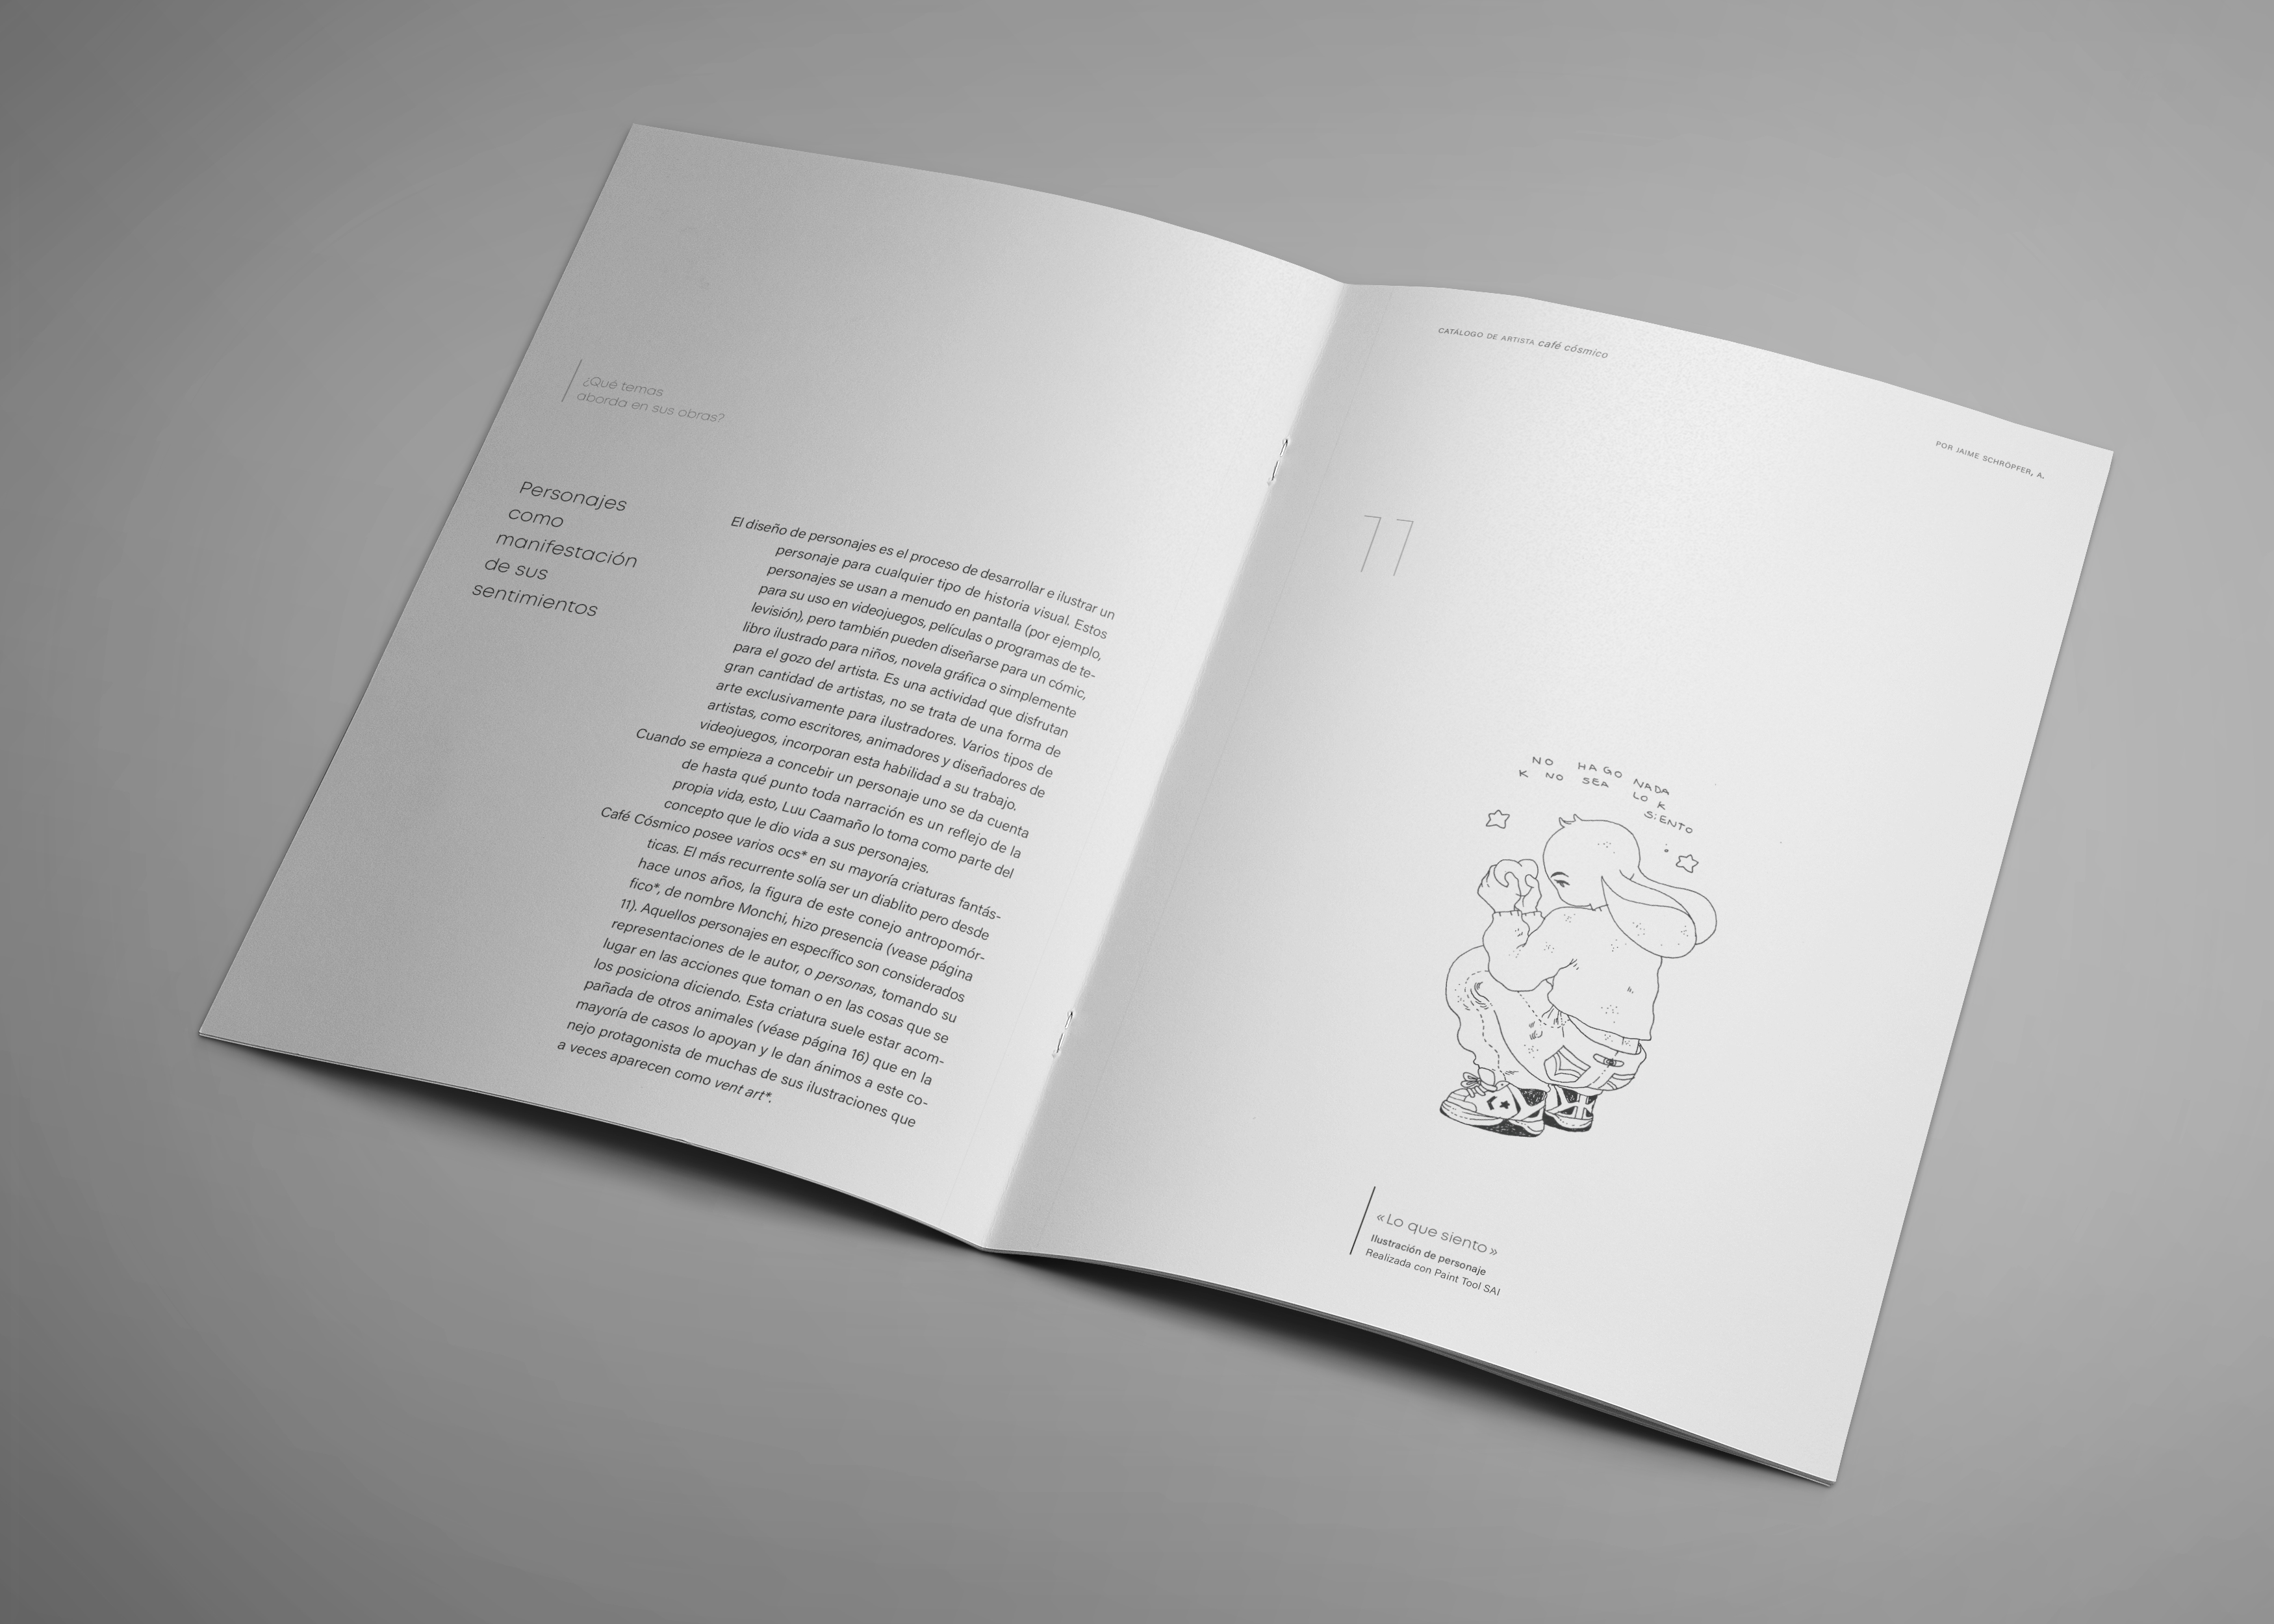 ¿Qué temas
aborda en sus obras?
Personajes
como
manifestación
de sus
sentimientos
El diseño de personajes es el proceso de desarrollar e ilustrar un
personaje para cualquier tipo de historia visual. Estos
personajes se usan a menudo en pantalla (por ejemplo,
para su uso en videojuegos, películas o programas de te-
levisión), pero también pueden diseñarse para un cómic,
libro ilustrado para niños, novela gráfica o simplemente
para el gozo del artista. Es una actividad que disfrutan
gran cantidad de artistas, no se trata de una forma de
arte exclusivamente para ilustradores. Varios tipos de
artistas, como escritores, animadores y diseñadores de
videojuegos, incorporan esta habilidad a su trabajo.
Cuando se empieza a concebir un personaje uno se da cuenta
de hasta qué punto toda narración es un reflejo de la
propia vida, esto, Luu Caamaño lo toma como parte del
concepto que le dio vida a sus personajes.
Café Cósmico posee varios ocs* en su mayoría criaturas fantás-
ticas. El más recurrente solía ser un diablito pero desde
hace unos años, la figura de este conejo antropomór-
fico*, de nombre Monchi, hizo presencia (vease página
11). Aquellos personajes en específico son considerados
representaciones de le autor, o personas, tomando su
lugar en las acciones que toman o en las cosas que se
los posiciona diciendo. Esta criatura suele estar acom-
pañada de otros animales (véase página 16) que en la
mayoría de casos lo apoyan y le dan ánimos a este co-
nejo protagonista de muchas de sus ilustraciones que
a veces aparecen como vent art*.
CATÁLOGO DE ARTISTA café cósmico
POR JAIME SCHRÖPFER, A.
11
NO HAGO NADA
K NO SEA LO K
SiENTO
«Lo que siento»
Ilustración de personaje
Realizada con Paint Tool SAI